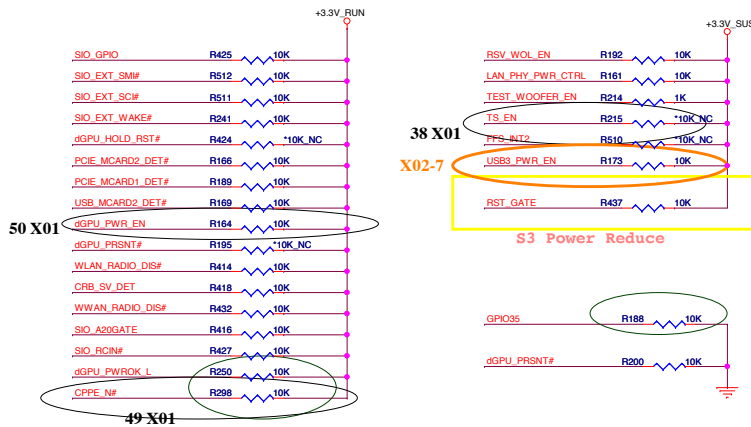 +3.3V_RUN
SIO_GPIO R425 10K
SIO_EXT_SMI# R512 10K
SIO_EXT_SCI# R511 10K
SIO_EXT_WAKE# R241 10K
dGPU_HOLD_RST# R424 *10K_NC
PCIE_MCARD2_DET# R166 10K
PCIE_MCARD1_DET# R189 10K
USB_MCARD2_DET# R169 10K
50 X01 dGPU_PWR_EN R164 10K
dGPU_PRSNT# R195 *10K_NC
WLAN_RADIO_DIS# R414 10K
CRB_SV_DET R418 10K
WWAN_RADIO_DIS# R432 10K
SIO_A20GATE R416 10K
SIO_RCIN# R427 10K
dGPU_PWROK_L R250 10K
CPPE_N# R298 10K
49 X01
+3.3V_SUS
RSV_WOL_EN R192 10K
LAN_PHY_PWR_CTRL R161 10K
TEST_WOOFER_EN R214 1K
TS_EN R215 *10K_NC
38 X01
FFS_INT2 R510 *10K_NC
X02-7 USB3_PWR_EN R173 10K
RST_GATE R437 10K
S3 Power Reduce
GPIO35 R188 10K
dGPU_PRSNT# R200 10K